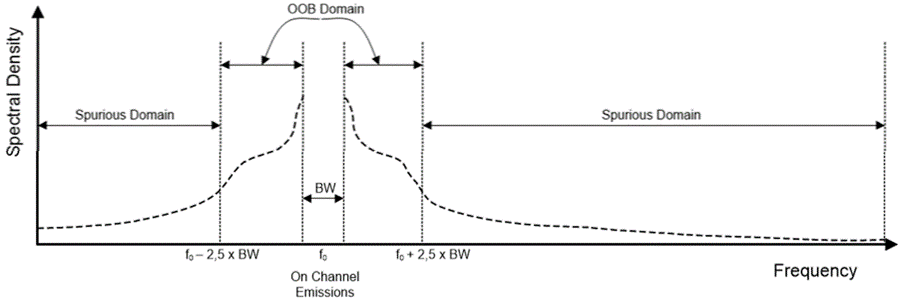 OOB Domain
Spectral Density
Spurious Domain
Spurious Domain
BW
f₀ – 2,5 x BW
f₀
f₀ + 2,5 x BW
On Channel
Emissions
Frequency